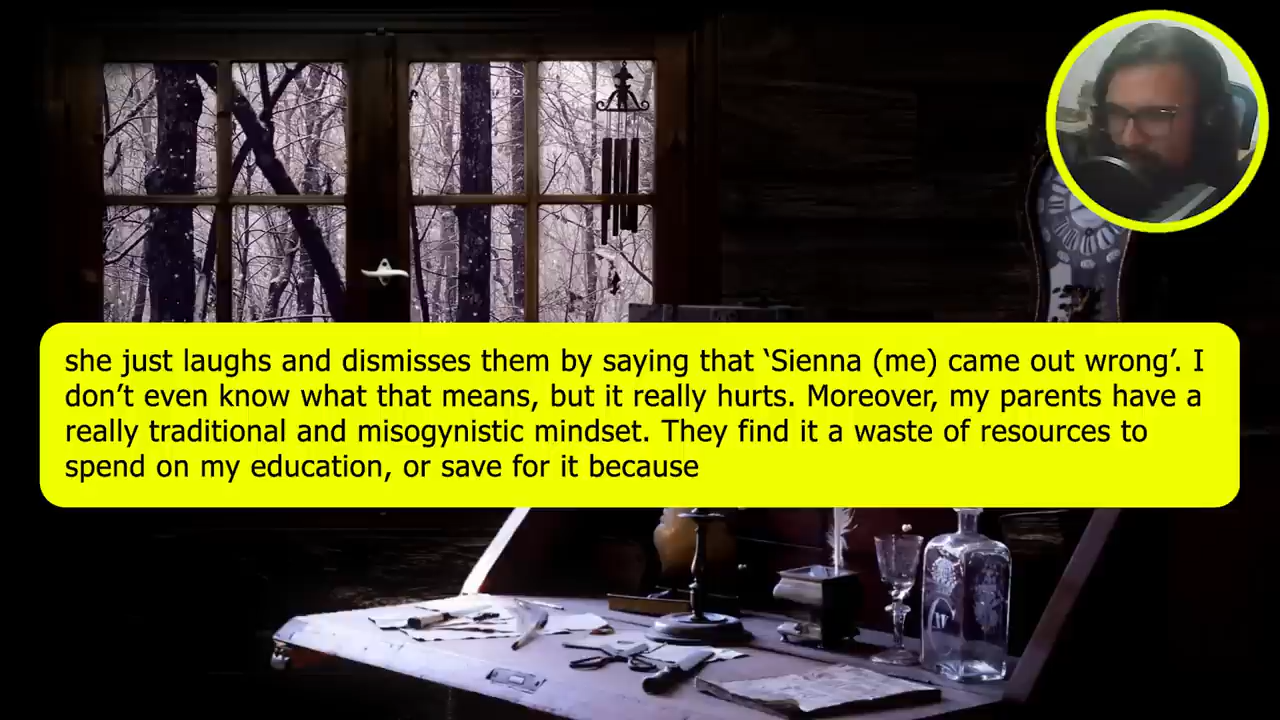 she just laughs and dismisses them by saying that ‘Sienna (me) came out wrong’. I
don’t even know what that means, but it really hurts. Moreover, my parents have a
really traditional and misogynistic mindset. They find it a waste of resources to
spend on my education, or save for it because